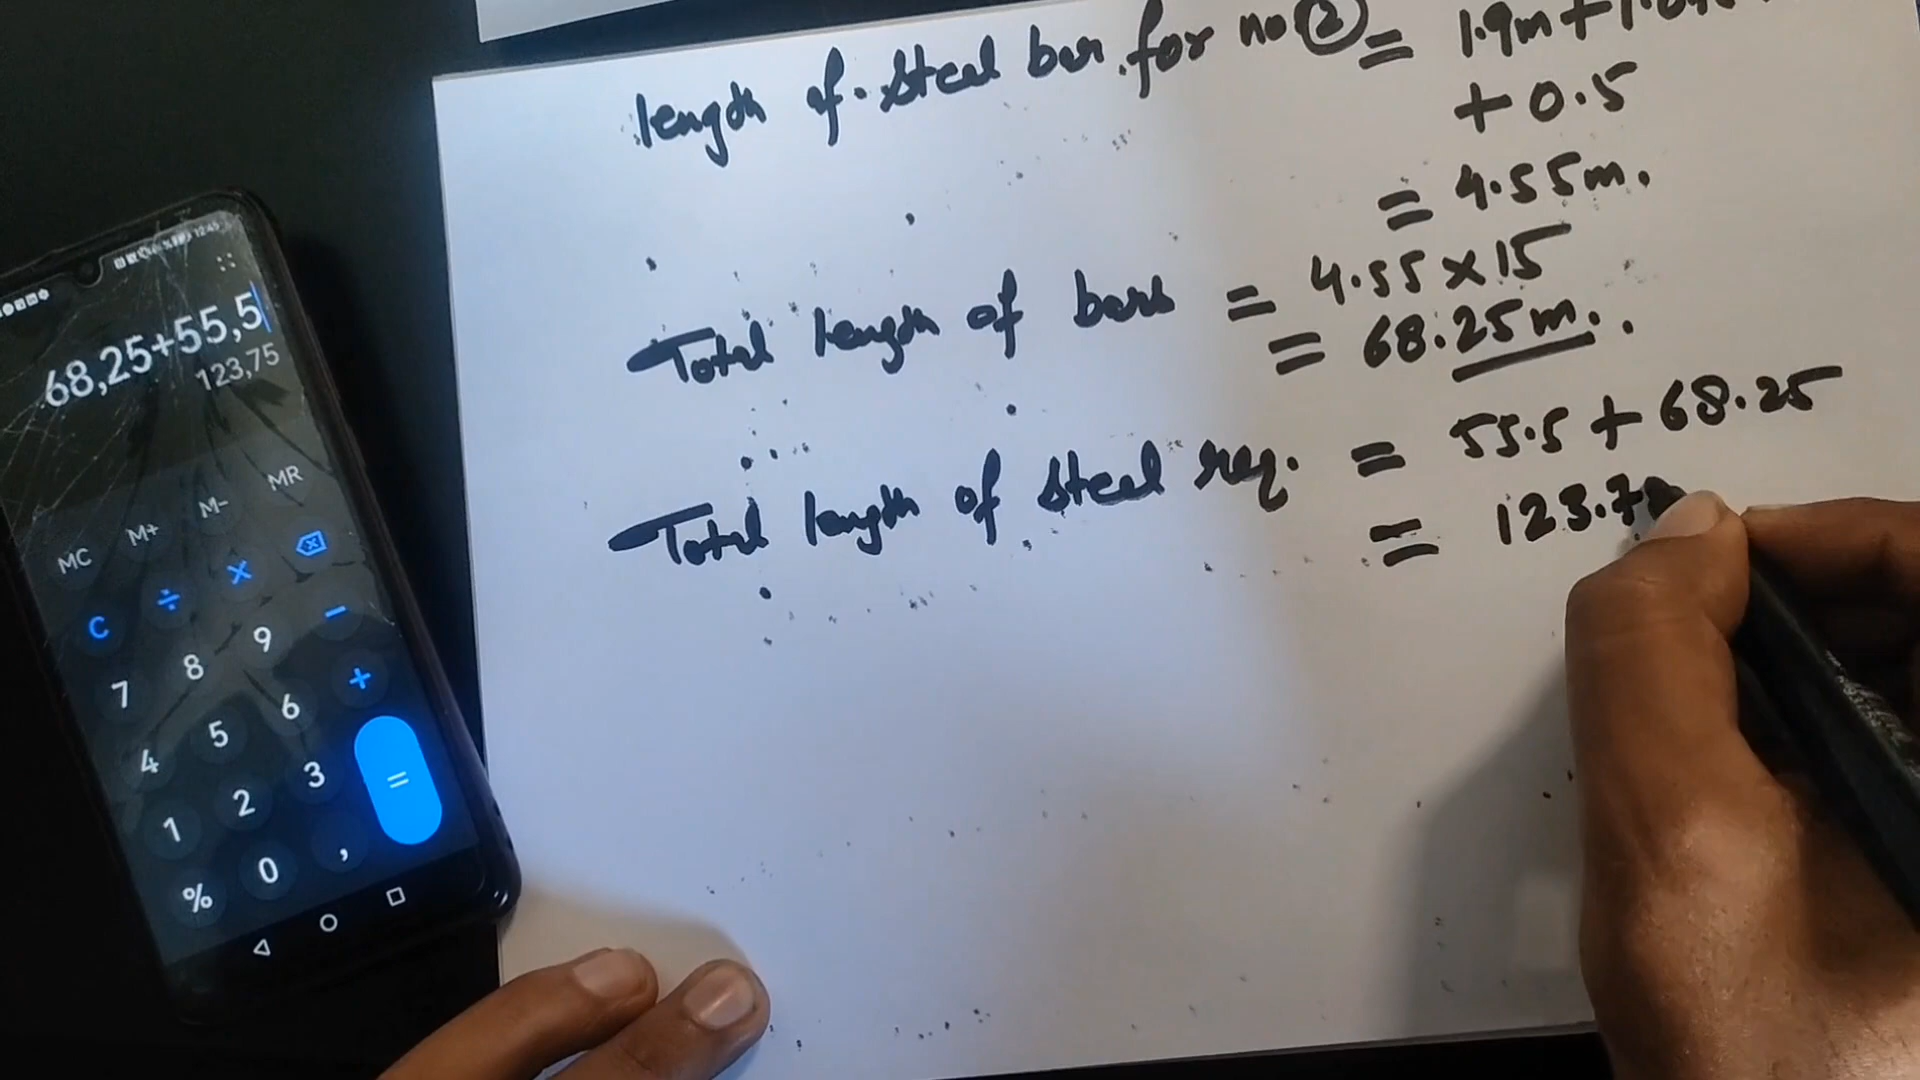 length of steel bar for no ② = 1.9m +
+ 0.5
= 4.55m.
Total length of bars = 4.55 x 15
= 68.25m.
Total length of steel req. = 55.5 + 68.25
= 123.7
12:45
68,25+55,5
123,75
MC M+ M- MR
C ÷ ×
7 8 9 −
4 5 6 +
1 2 3 =
% 0 ,